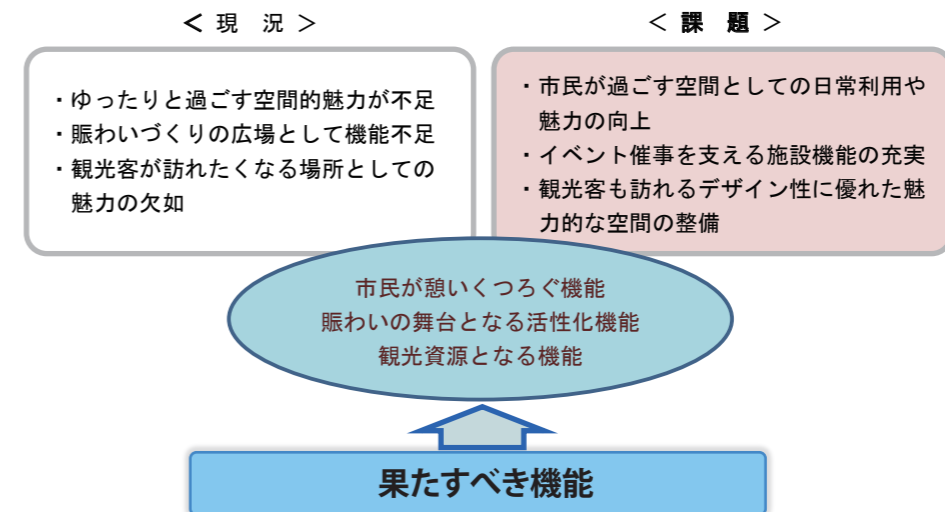 ＜ 現　況 ＞
・ゆったりと過ごす空間的魅力が不足
・賑わいづくりの広場として機能不足
・観光客が訪れたくなる場所としての
魅力の欠如
＜ 課　題 ＞
・市民が過ごす空間としての日常利用や
魅力の向上
・イベント催事を支える施設機能の充実
・観光客も訪れるデザイン性に優れた魅
力的な空間の整備
市民が憩いくつろぐ機能
賑わいの舞台となる活性化機能
観光資源となる機能
果たすべき機能